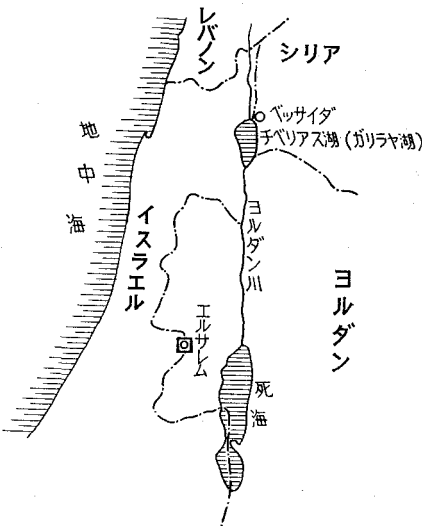 レバノン
シリア
ベッサイダ
チベリアス湖(ガリラヤ湖)
地中海
イスラエル
ヨルダン川
ヨルダン
エルサレム
死海